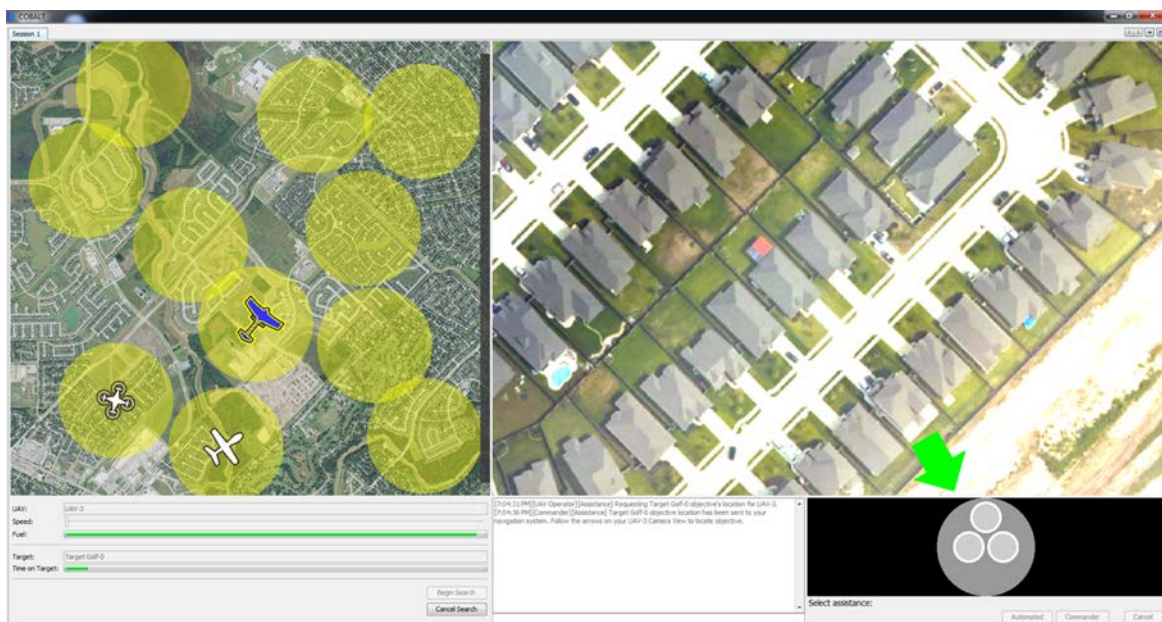 COBALT
Session 1
UAV:
UAV-3
Speed:
Fuel:
Target:
Target Golf-0
Time on Target:
Begin Search
Cancel Search
[7:04:31 PM][UAV Operator][Assistance] Requesting Target Golf-0 objective's location for UAV-3.
[7:04:36 PM][Commander][Assistance] Target Golf-0 objective location has been sent to your
navigation system. Follow the arrows on your UAV-3 Camera View to locate objective.
Select assistance:
Automated
Commander
Cancel